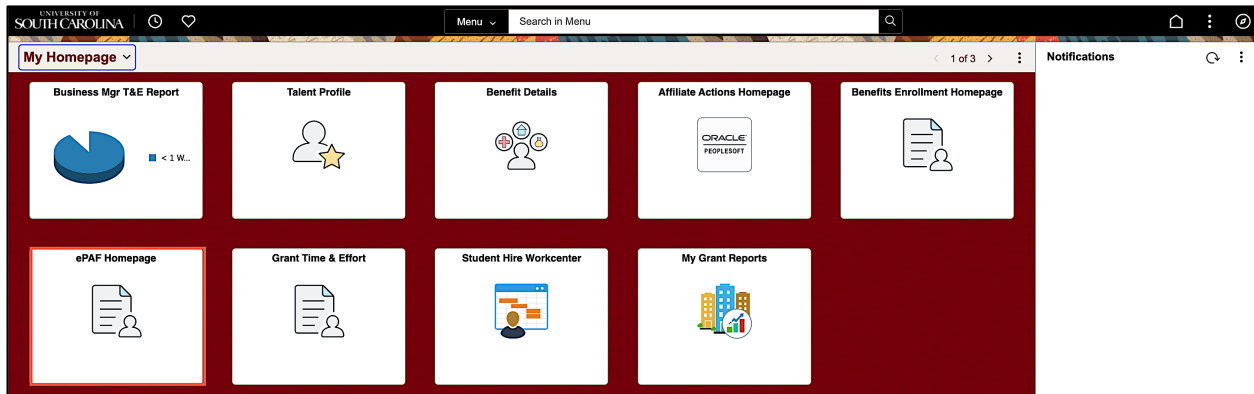 UNIVERSITY OF
SOUTH CAROLINA
Menu
Search in Menu
My Homepage
1 of 3
Notifications
Business Mgr T&E Report
Talent Profile
Benefit Details
Affiliate Actions Homepage
Benefits Enrollment Homepage
< 1 W...
ORACLE'
PEOPLESOFT
ePAF Homepage
Grant Time & Effort
Student Hire Workcenter
My Grant Reports